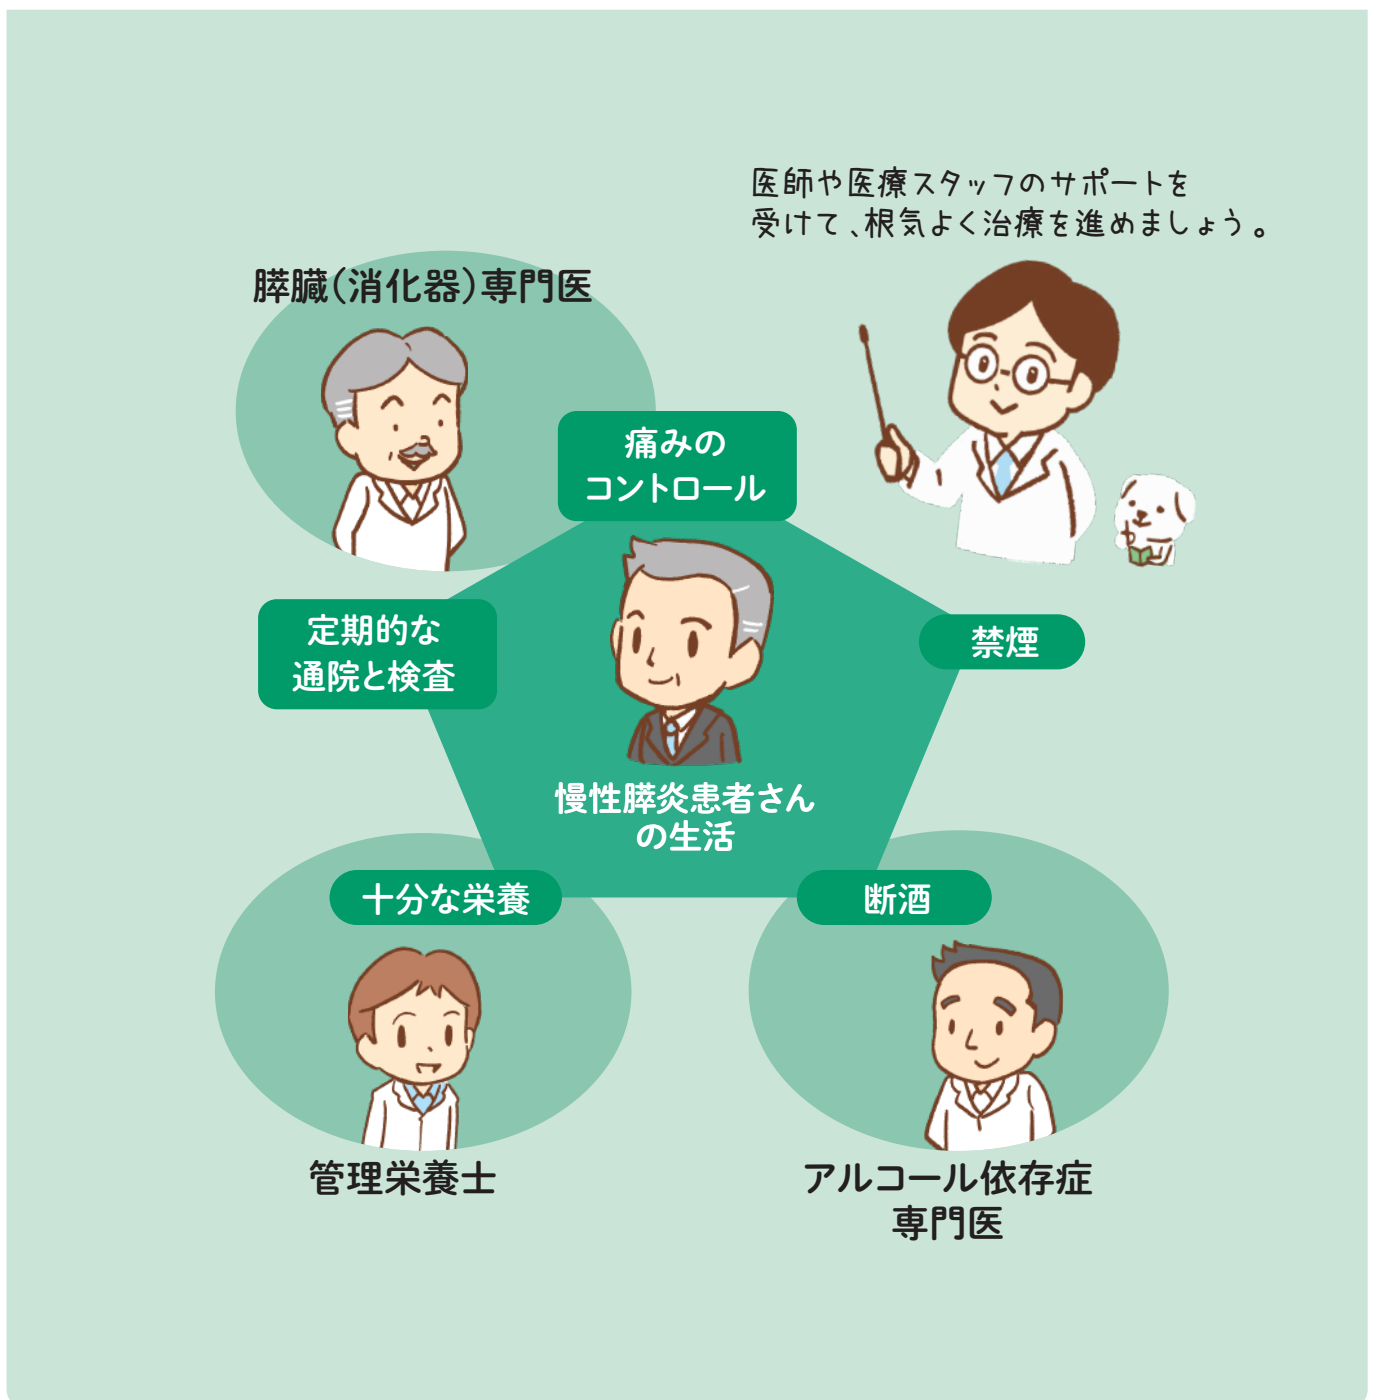 医師や医療スタッフのサポートを
受けて、根気よく治療を進めましょう。
膵臓(消化器)専門医
痛みの
コントロール
定期的な
通院と検査
禁煙
慢性膵炎患者さん
の生活
十分な栄養
断酒
管理栄養士
アルコール依存症
専門医